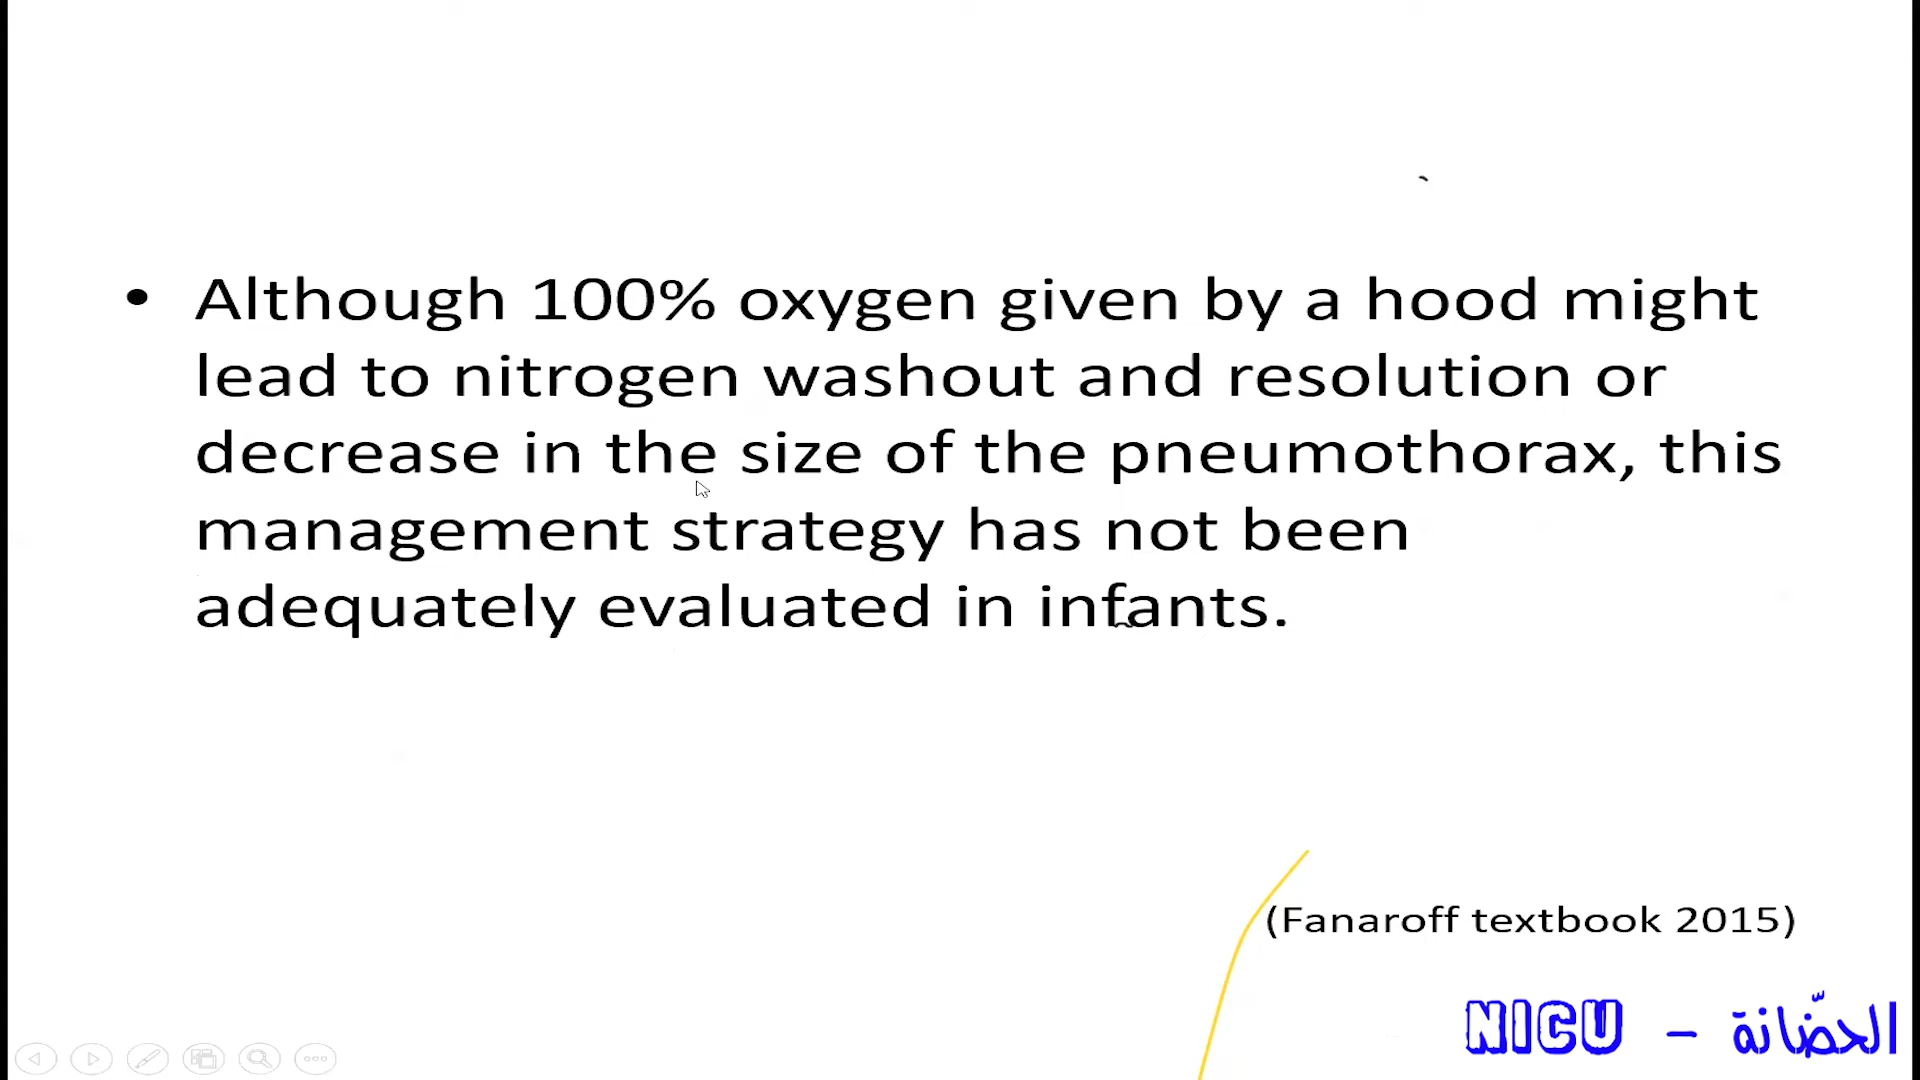 • Although 100% oxygen given by a hood might
lead to nitrogen washout and resolution or
decrease in the size of the pneumothorax, this
management strategy has not been
adequately evaluated in infants.
(Fanaroff textbook 2015)
NICU – الحضّانة